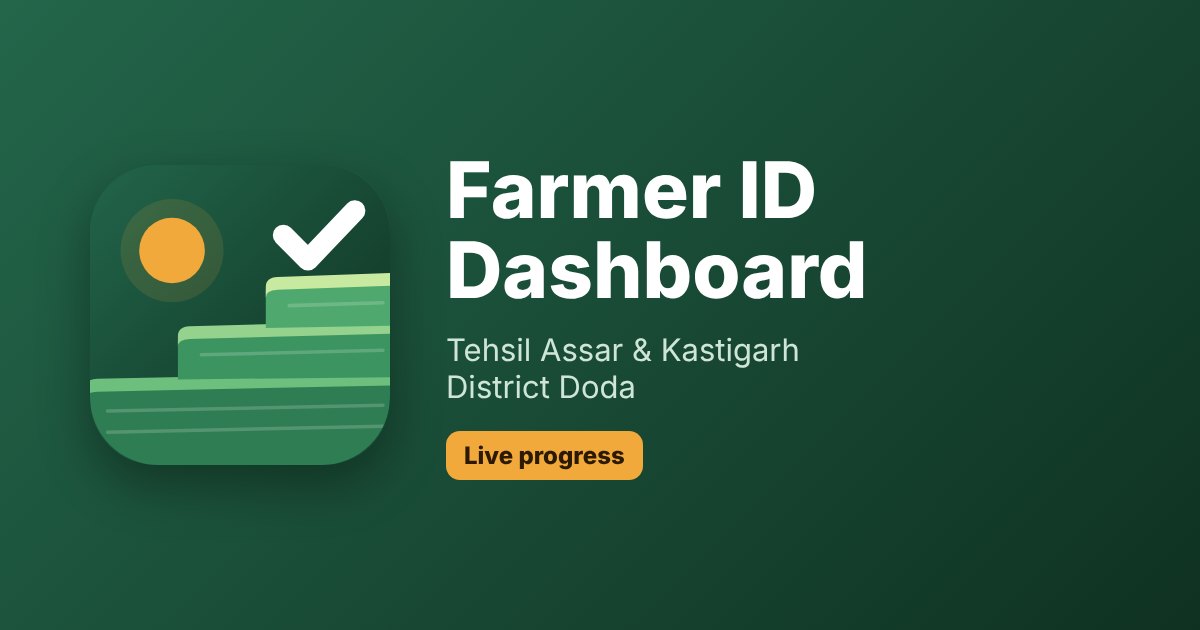 Farmer ID
Dashboard
Tehsil Assar & Kastigarh
District Doda
Live progress